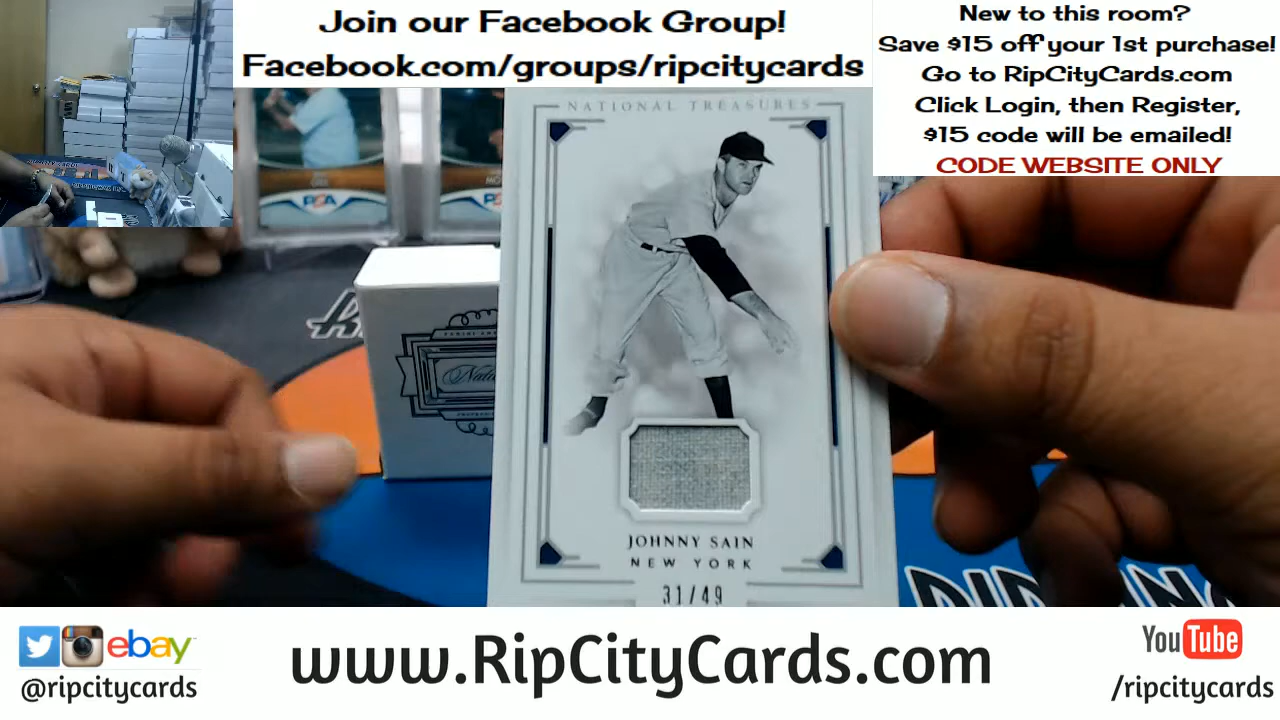 Join our Facebook Group!
Facebook.com/groups/ripcitycards
New to this room?
Save $15 off your 1st purchase!
Go to RipCityCards.com
Click Login, then Register,
$15 code will be emailed!
CODE WEBSITE ONLY
NATIONAL TREASURES
PSA
PSA
JOHNNY SAIN
NEW YORK
31/49
ebay
@ripcitycards
www.RipCityCards.com
YouTube
/ripcitycards